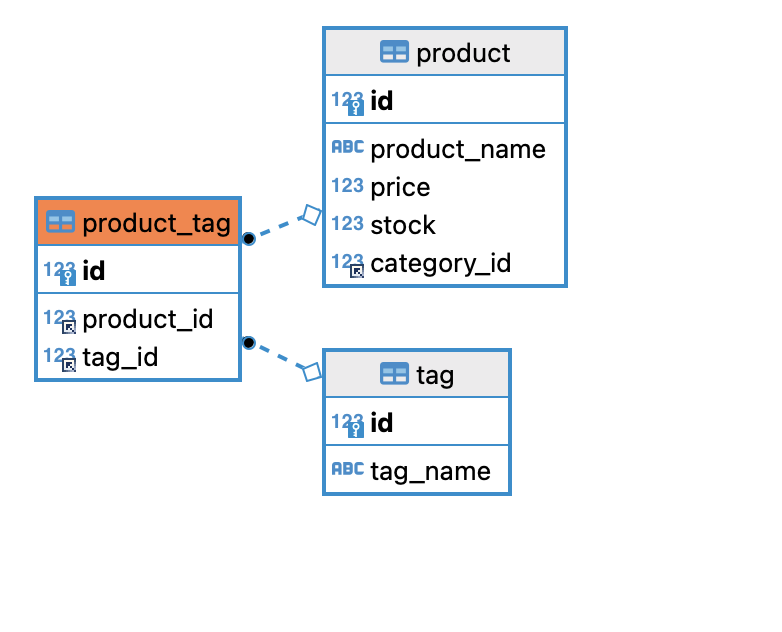 product
123 id
ABC product_name
123 price
123 stock
123 category_id
product_tag
123 id
123 product_id
123 tag_id
tag
123 id
ABC tag_name